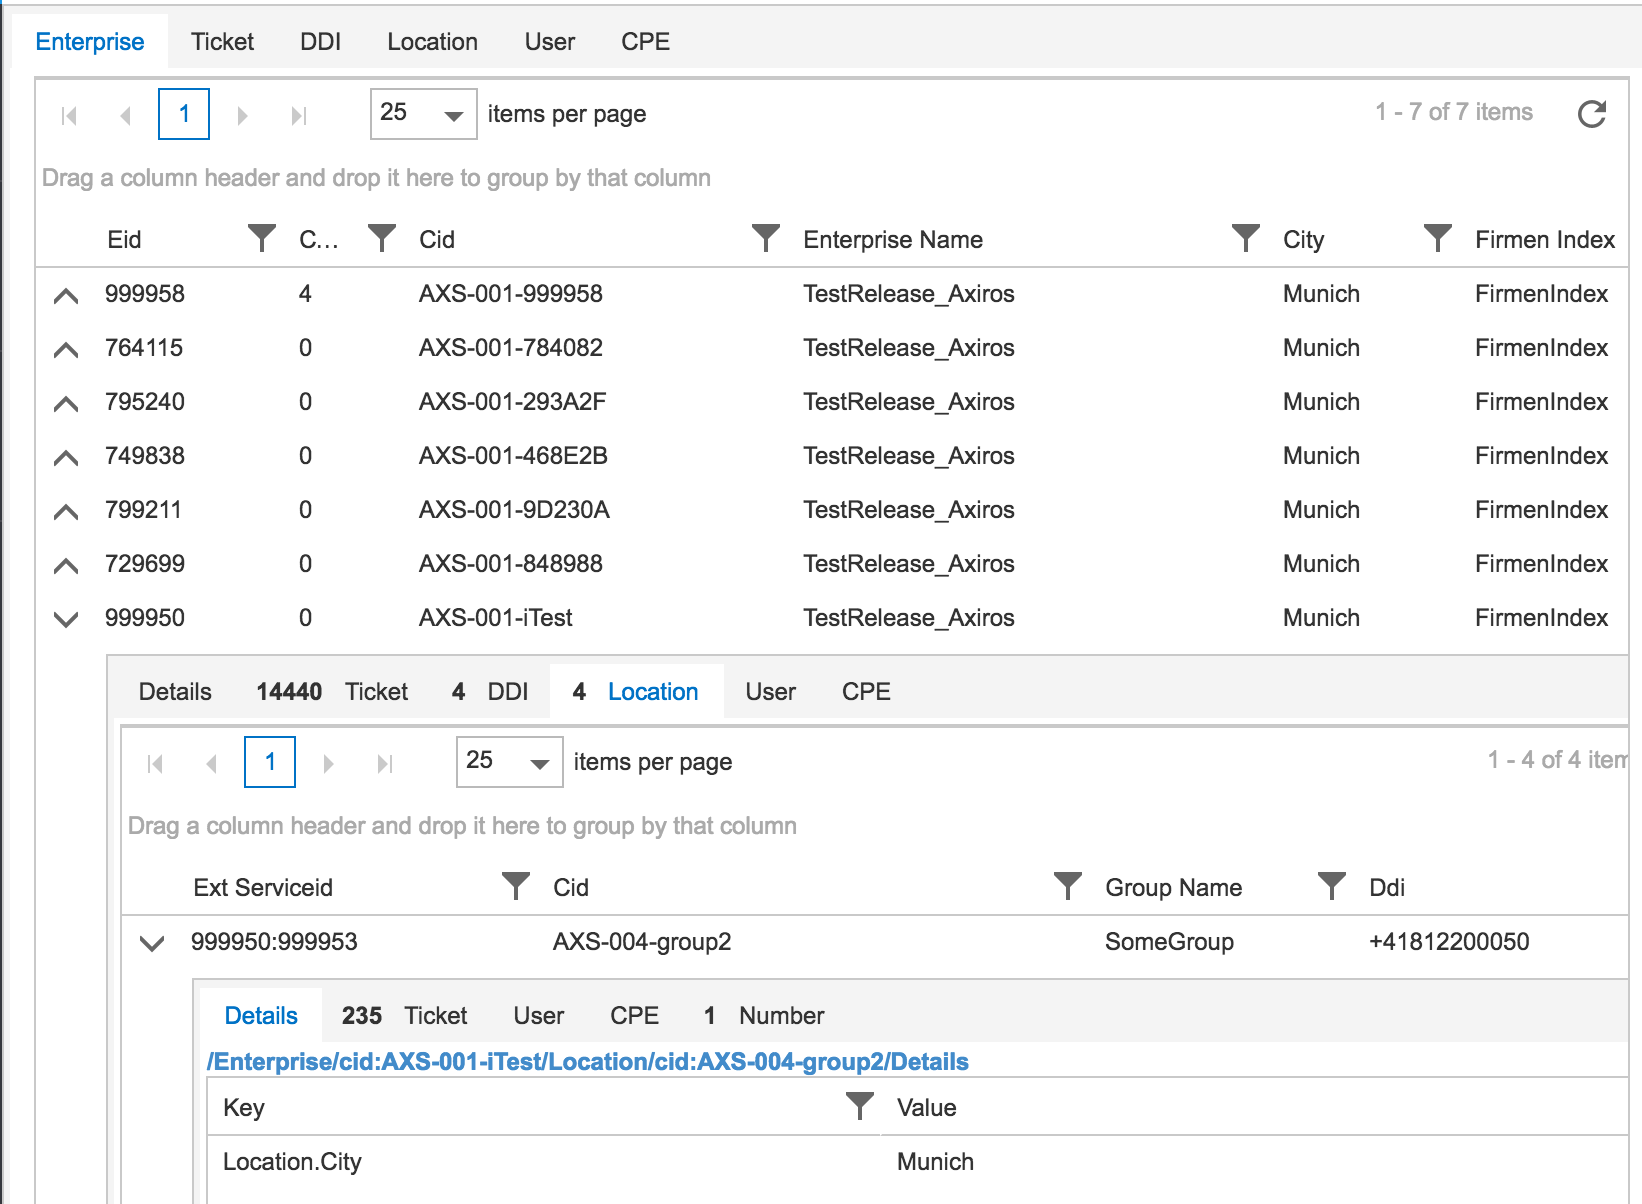 Enterprise Ticket DDI Location User CPE
1 25 items per page 1 - 7 of 7 items
Drag a column header and drop it here to group by that column
Eid C... Cid Enterprise Name City Firmen Index
999958 4 AXS-001-999958 TestRelease_Axiros Munich FirmenIndex
764115 0 AXS-001-784082 TestRelease_Axiros Munich FirmenIndex
795240 0 AXS-001-293A2F TestRelease_Axiros Munich FirmenIndex
749838 0 AXS-001-468E2B TestRelease_Axiros Munich FirmenIndex
799211 0 AXS-001-9D230A TestRelease_Axiros Munich FirmenIndex
729699 0 AXS-001-848988 TestRelease_Axiros Munich FirmenIndex
999950 0 AXS-001-iTest TestRelease_Axiros Munich FirmenIndex
Details 14440 Ticket 4 DDI 4 Location User CPE
1 25 items per page 1 - 4 of 4 item
Drag a column header and drop it here to group by that column
Ext Serviceid Cid Group Name Ddi
999950:999953 AXS-004-group2 SomeGroup +41812200050
Details 235 Ticket User CPE 1 Number
/Enterprise/cid:AXS-001-iTest/Location/cid:AXS-004-group2/Details
Key Value
Location.City Munich